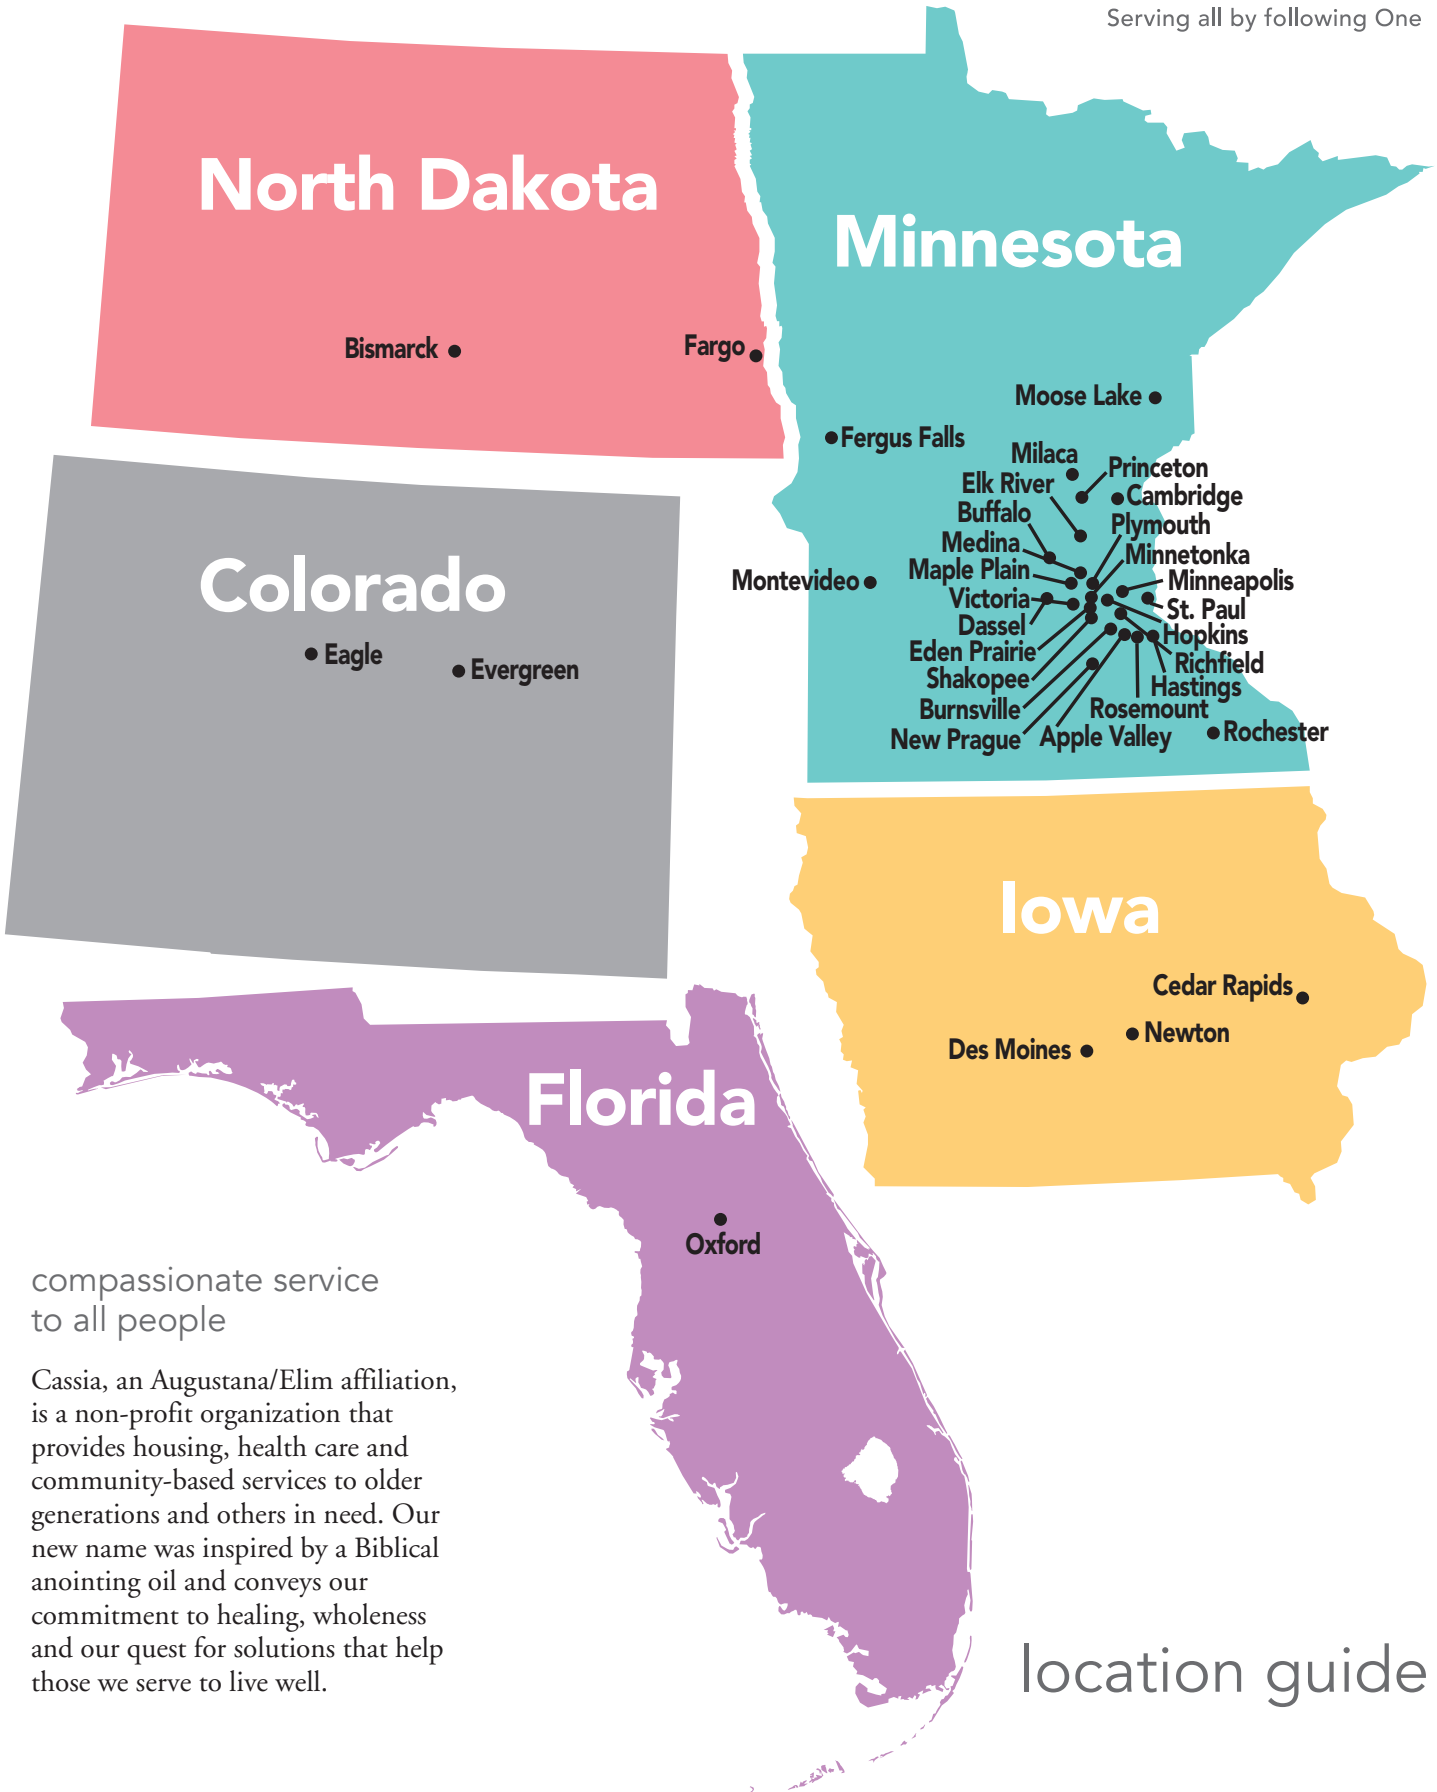 Serving all by following One
North Dakota
Minnesota
Bismarck
Fargo
Moose Lake
Fergus Falls
Milaca
Princeton
Elk River
Cambridge
Buffalo
Plymouth
Medina
Minnetonka
Maple Plain
Minneapolis
Montevideo
Victoria
St. Paul
Dassel
Hopkins
Eden Prairie
Richfield
Shakopee
Hastings
Burnsville
Rosemount
New Prague
Apple Valley
Rochester
Colorado
Eagle
Evergreen
Iowa
Cedar Rapids
Newton
Des Moines
Florida
Oxford
compassionate service
to all people
Cassia, an Augustana/Elim affiliation,
is a non-profit organization that
provides housing, health care and
community-based services to older
generations and others in need. Our
new name was inspired by a Biblical
anointing oil and conveys our
commitment to healing, wholeness
and our quest for solutions that help
those we serve to live well.
location guide